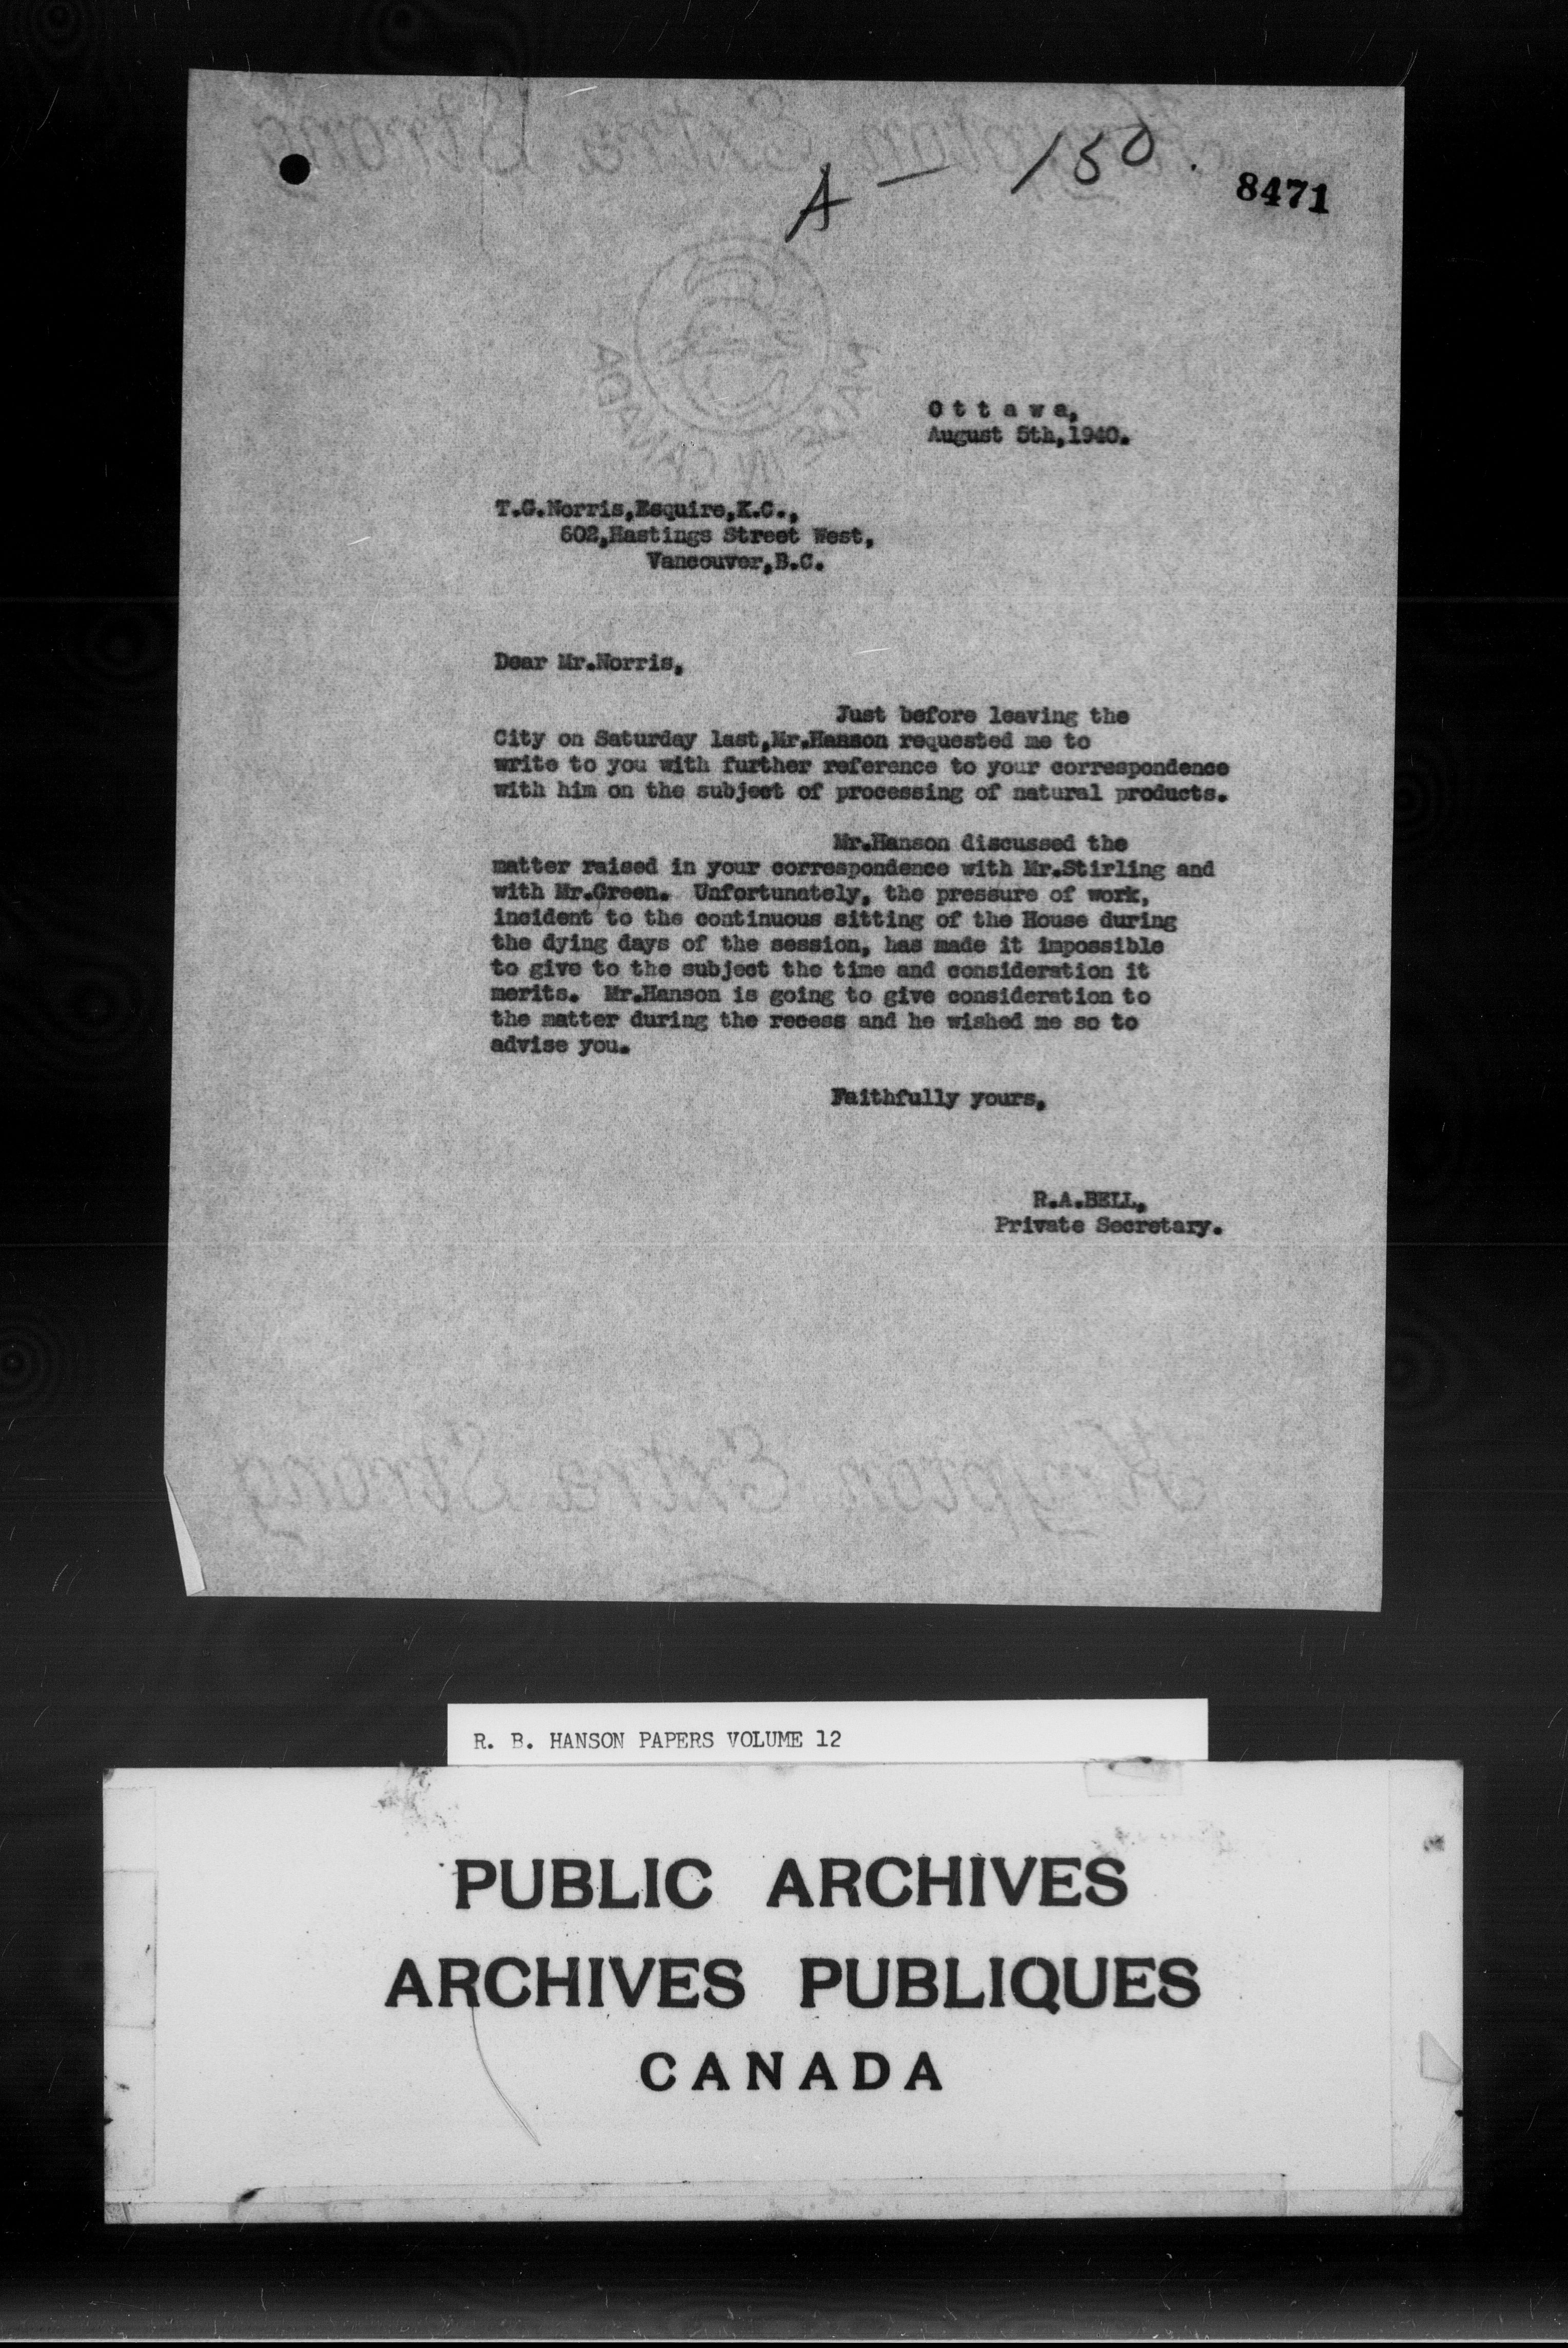 A - 150.
8471
Ottawa,
August 5th,1940.
T.G.Norris,Esquire,K.C.,
602,Hastings Street West,
Vancouver,B.C.
Dear Mr.Norris,
Just before leaving the
City on Saturday last,Mr.Hanson requested me to
write to you with further reference to your correspondence
with him on the subject of processing of natural products.
Mr.Hanson discussed the
matter raised in your correspondence with Mr.Stirling and
with Mr.Green. Unfortunately, the pressure of work,
incident to the continuous sitting of the House during
the dying days of the session, has made it impossible
to give to the subject the time and consideration it
merits. Mr.Hanson is going to give consideration to
the matter during the recess and he wished me so to
advise you.
Faithfully yours,
R.A.BELL,
Private Secretary.
Extra Strong
R. B. HANSON PAPERS VOLUME 12
PUBLIC ARCHIVES
ARCHIVES PUBLIQUES
CANADA